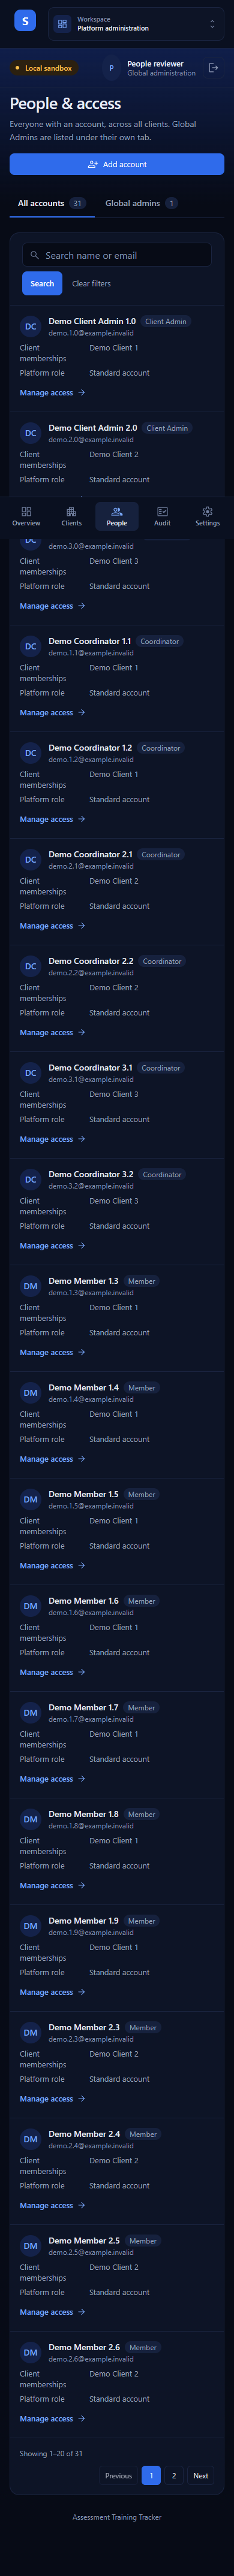 S
Workspace
Platform administration
Local sandbox
P
People reviewer
Global administration
People & access
Everyone with an account, across all clients. Global
Admins are listed under their own tab.
Add account
All accounts 31
Global admins 1
Search name or email
Search
Clear filters
DC
Demo Client Admin 1.0 Client Admin
demo.1.0@example.invalid
Client memberships
Demo Client 1
Platform role
Standard account
Manage access
DC
Demo Client Admin 2.0 Client Admin
demo.2.0@example.invalid
Client memberships
Demo Client 2
Platform role
Standard account
Overview
Clients
People
Audit
Settings
DC
demo.3.0@example.invalid
Client memberships
Demo Client 3
Platform role
Standard account
Manage access
DC
Demo Coordinator 1.1 Coordinator
demo.1.1@example.invalid
Client memberships
Demo Client 1
Platform role
Standard account
Manage access
DC
Demo Coordinator 1.2 Coordinator
demo.1.2@example.invalid
Client memberships
Demo Client 1
Platform role
Standard account
Manage access
DC
Demo Coordinator 2.1 Coordinator
demo.2.1@example.invalid
Client memberships
Demo Client 2
Platform role
Standard account
Manage access
DC
Demo Coordinator 2.2 Coordinator
demo.2.2@example.invalid
Client memberships
Demo Client 2
Platform role
Standard account
Manage access
DC
Demo Coordinator 3.1 Coordinator
demo.3.1@example.invalid
Client memberships
Demo Client 3
Platform role
Standard account
Manage access
DC
Demo Coordinator 3.2 Coordinator
demo.3.2@example.invalid
Client memberships
Demo Client 3
Platform role
Standard account
Manage access
DM
Demo Member 1.3 Member
demo.1.3@example.invalid
Client memberships
Demo Client 1
Platform role
Standard account
Manage access
DM
Demo Member 1.4 Member
demo.1.4@example.invalid
Client memberships
Demo Client 1
Platform role
Standard account
Manage access
DM
Demo Member 1.5 Member
demo.1.5@example.invalid
Client memberships
Demo Client 1
Platform role
Standard account
Manage access
DM
Demo Member 1.6 Member
demo.1.6@example.invalid
Client memberships
Demo Client 1
Platform role
Standard account
Manage access
DM
Demo Member 1.7 Member
demo.1.7@example.invalid
Client memberships
Demo Client 1
Platform role
Standard account
Manage access
DM
Demo Member 1.8 Member
demo.1.8@example.invalid
Client memberships
Demo Client 1
Platform role
Standard account
Manage access
DM
Demo Member 1.9 Member
demo.1.9@example.invalid
Client memberships
Demo Client 1
Platform role
Standard account
Manage access
DM
Demo Member 2.3 Member
demo.2.3@example.invalid
Client memberships
Demo Client 2
Platform role
Standard account
Manage access
DM
Demo Member 2.4 Member
demo.2.4@example.invalid
Client memberships
Demo Client 2
Platform role
Standard account
Manage access
DM
Demo Member 2.5 Member
demo.2.5@example.invalid
Client memberships
Demo Client 2
Platform role
Standard account
Manage access
DM
Demo Member 2.6 Member
demo.2.6@example.invalid
Client memberships
Demo Client 2
Platform role
Standard account
Manage access
Showing 1–20 of 31
Previous 1 2 Next
Assessment Training Tracker